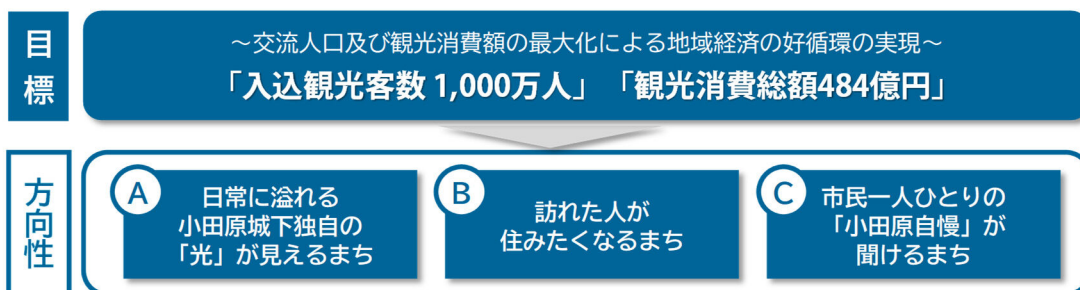 目標
~交流人口及び観光消費額の最大化による地域経済の好循環の実現~
「入込観光客数 1,000万人」「観光消費総額484億円」
方向性
A
日常に溢れる
小田原城下独自の
「光」が見えるまち
B
訪れた人が
住みたくなるまち
C
市民一人ひとりの
「小田原自慢」が
聞けるまち